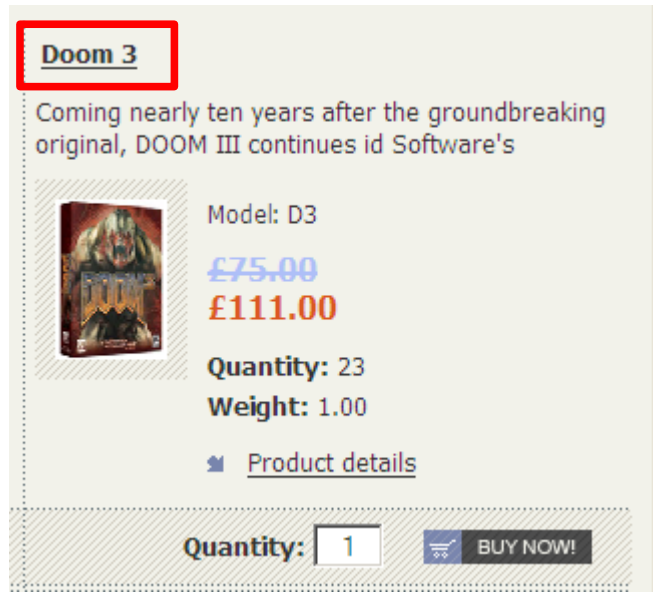 Doom 3
Coming nearly ten years after the groundbreaking
original, DOOM III continues id Software's
Model: D3
DOOM
£75.00
£111.00
Quantity: 23
Weight: 1.00
Product details
Quantity: 1 BUY NOW!